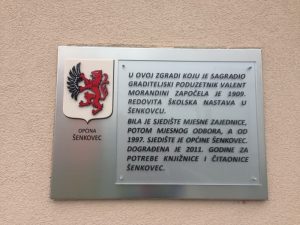 U OVOJ ZGRADI KOJU JE SAGRADIO
GRADITELJSKI PODUZETNIK VALENT
MORANDINI ZAPOČELA JE 1909.
REDOVITA ŠKOLSKA NASTAVA U
ŠENKOVCU.
BILA JE SJEDIŠTE MJESNE ZAJEDNICE,
POTOM MJESNOG ODBORA, A OD
1997. SJEDIŠTE JE OPĆINE ŠENKOVEC.
DOGRAĐENA JE 2011. GODINE ZA
POTREBE KNJIŽNICE I ČITAONICE
ŠENKOVEC.
OPĆINA
ŠENKOVEC